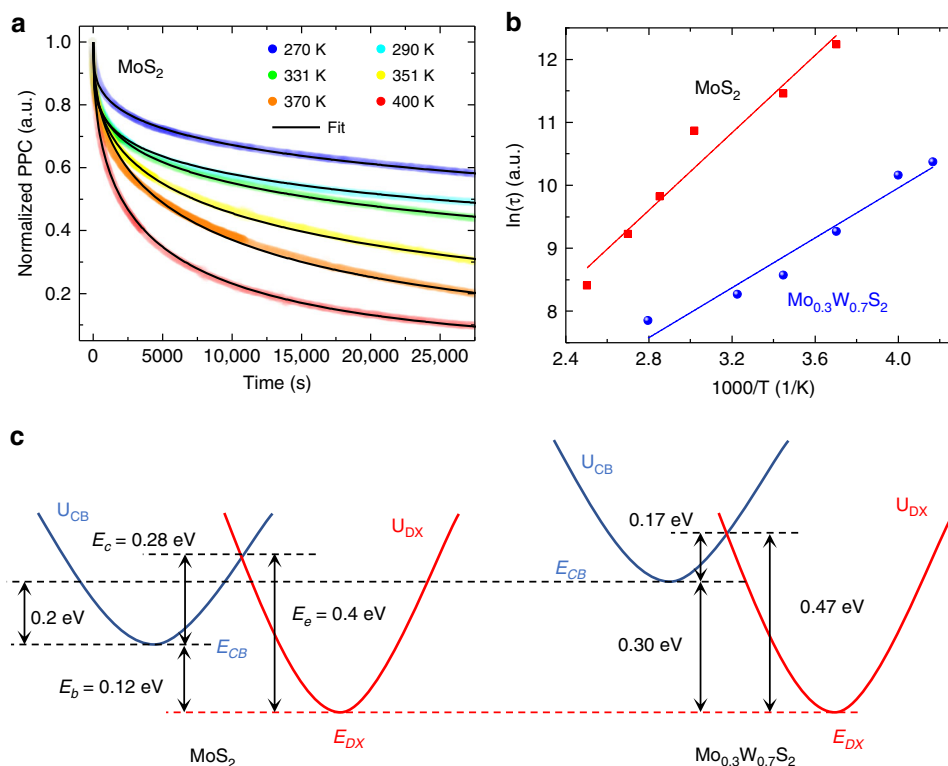 a
1.0
0.8
0.6
0.4
0.2
Normalized PPC (a.u.)
MoS2
270 K
290 K
331 K
351 K
370 K
400 K
Fit
0
5000
10,000
15,000
20,000
25,000
Time (s)
b
12
11
10
9
8
ln(τ) (a.u.)
MoS2
Mo0.3W0.7S2
2.4
2.8
3.2
3.6
4.0
1000/T (1/K)
c
UCB
Ec = 0.28 eV
UDX
0.2 eV
Ee = 0.4 eV
ECB
Eb = 0.12 eV
EDX
MoS2
UCB
0.17 eV
UDX
ECB
0.47 eV
0.30 eV
EDX
Mo0.3W0.7S2